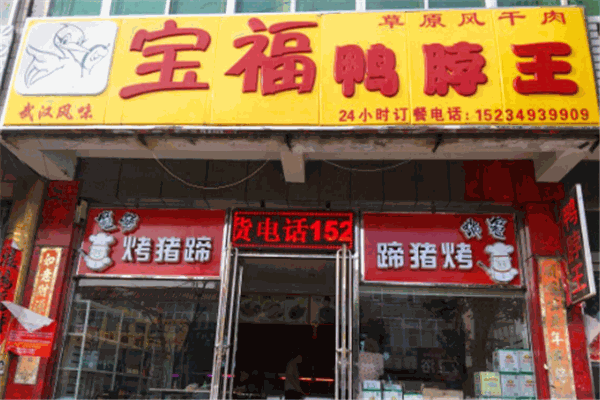 草原风干肉
宝福鸭脖王
武汉风味
24小时订餐电话:15234939909
烤猪蹄
货电话152
蹄猪烤